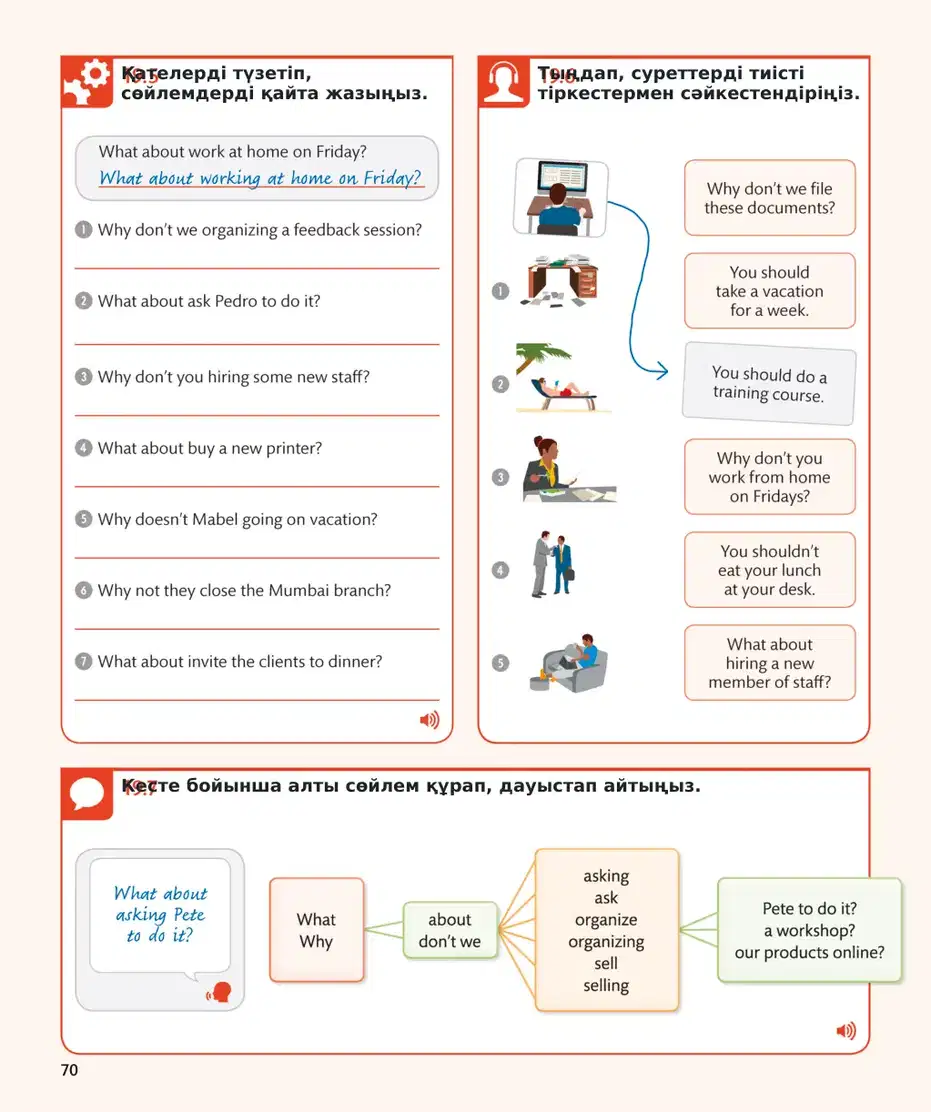 19.5
Қателерді түзетіп,
сөйлемдерді қайта жазыңыз.
What about work at home on Friday?
What about working at home on Friday?
1 Why don't we organizing a feedback session?
2 What about ask Pedro to do it?
3 Why don't you hiring some new staff?
4 What about buy a new printer?
5 Why doesn't Mabel going on vacation?
6 Why not they close the Mumbai branch?
7 What about invite the clients to dinner?
19.6
Тыңдап, суреттерді тиісті
тіркестермен сәйкестендіріңіз.
1
2
3
4
5
Why don't we file
these documents?
You should
take a vacation
for a week.
You should do a
training course.
Why don't you
work from home
on Fridays?
You shouldn't
eat your lunch
at your desk.
What about
hiring a new
member of staff?
19.7
Кесте бойынша алты сөйлем құрап, дауыстап айтыңыз.
What about
asking Pete
to do it?
What
Why
about
don't we
asking
ask
organize
organizing
sell
selling
Pete to do it?
a workshop?
our products online?
70